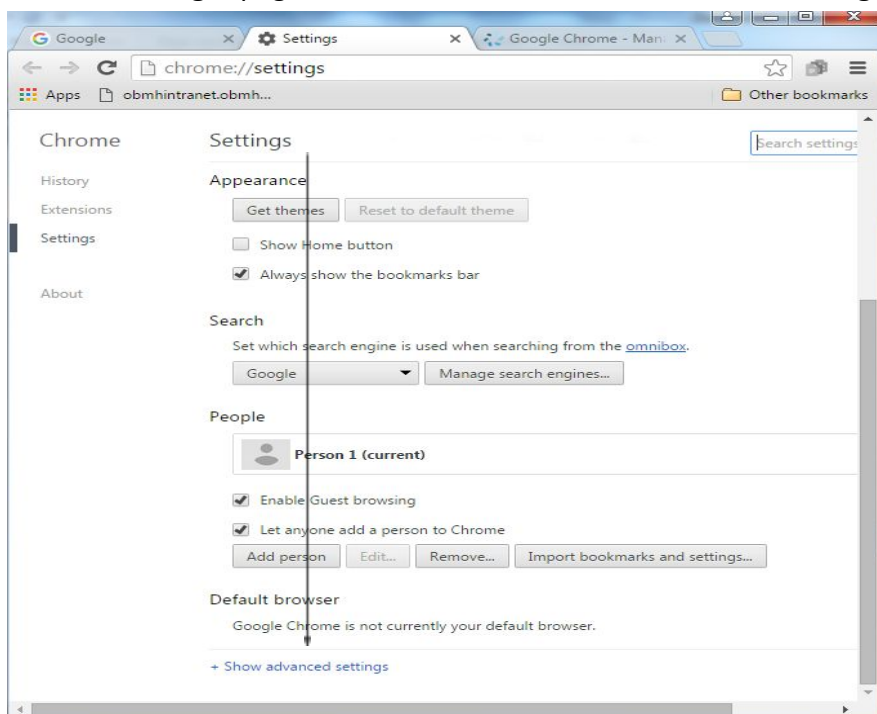 Google
Settings
Google Chrome - Man
chrome://settings
Apps
obmhintranet.obmh...
Other bookmarks
Chrome
Settings
Search settings
History
Extensions
Settings
About
Appearance
Get themes
Reset to default theme
Show Home button
Always show the bookmarks bar
Search
Set which search engine is used when searching from the omnibox.
Google
Manage search engines...
People
Person 1 (current)
Enable Guest browsing
Let anyone add a person to Chrome
Add person
Edit...
Remove...
Import bookmarks and settings...
Default browser
Google Chrome is not currently your default browser.
+ Show advanced settings